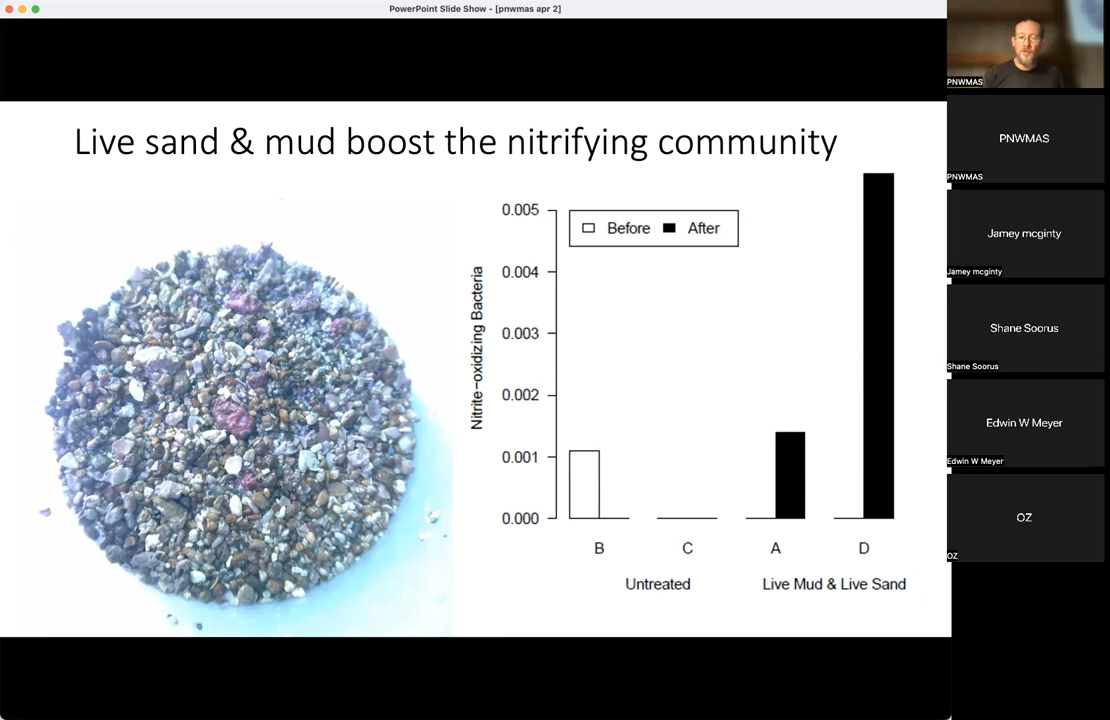 PowerPoint Slide Show - [pnwmas apr 2]
Live sand & mud boost the nitrifying community
Nitrite-oxidizing Bacteria
0.005
0.004
0.003
0.002
0.001
0.000
Before After
B C A D
Untreated Live Mud & Live Sand
PNWMAS
PNWMAS
PNWMAS
Jamey mcginty
Jamey mcginty
Shane Soorus
Shane Soorus
Edwin W Meyer
Edwin W Meyer
OZ
OZ